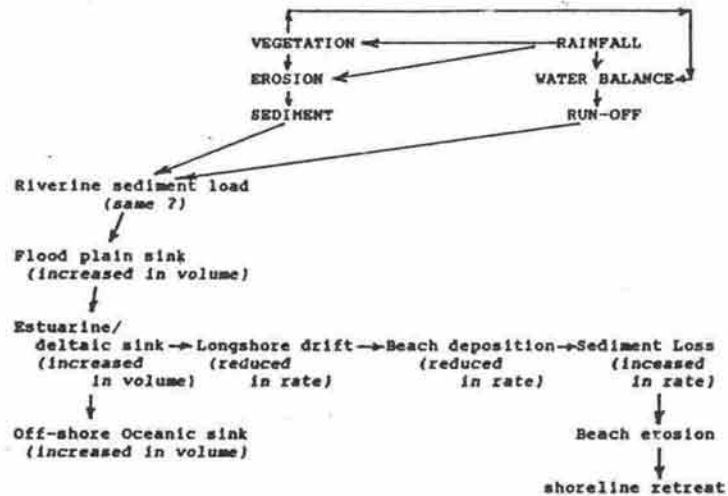 VEGETATION RAINFALL
EROSION WATER BALANCE
SEDIMENT RUN-OFF
Riverine sediment load
(same ?)
Flood plain sink
(increased in volume)
Estuarine/
deltaic sink Longshore drift Beach deposition Sediment Loss
(increased (reduced (reduced (inceased
in volume) in rate) in rate) in rate)
Off-shore Oceanic sink Beach erosion
(increased in volume)
shoreline retreat